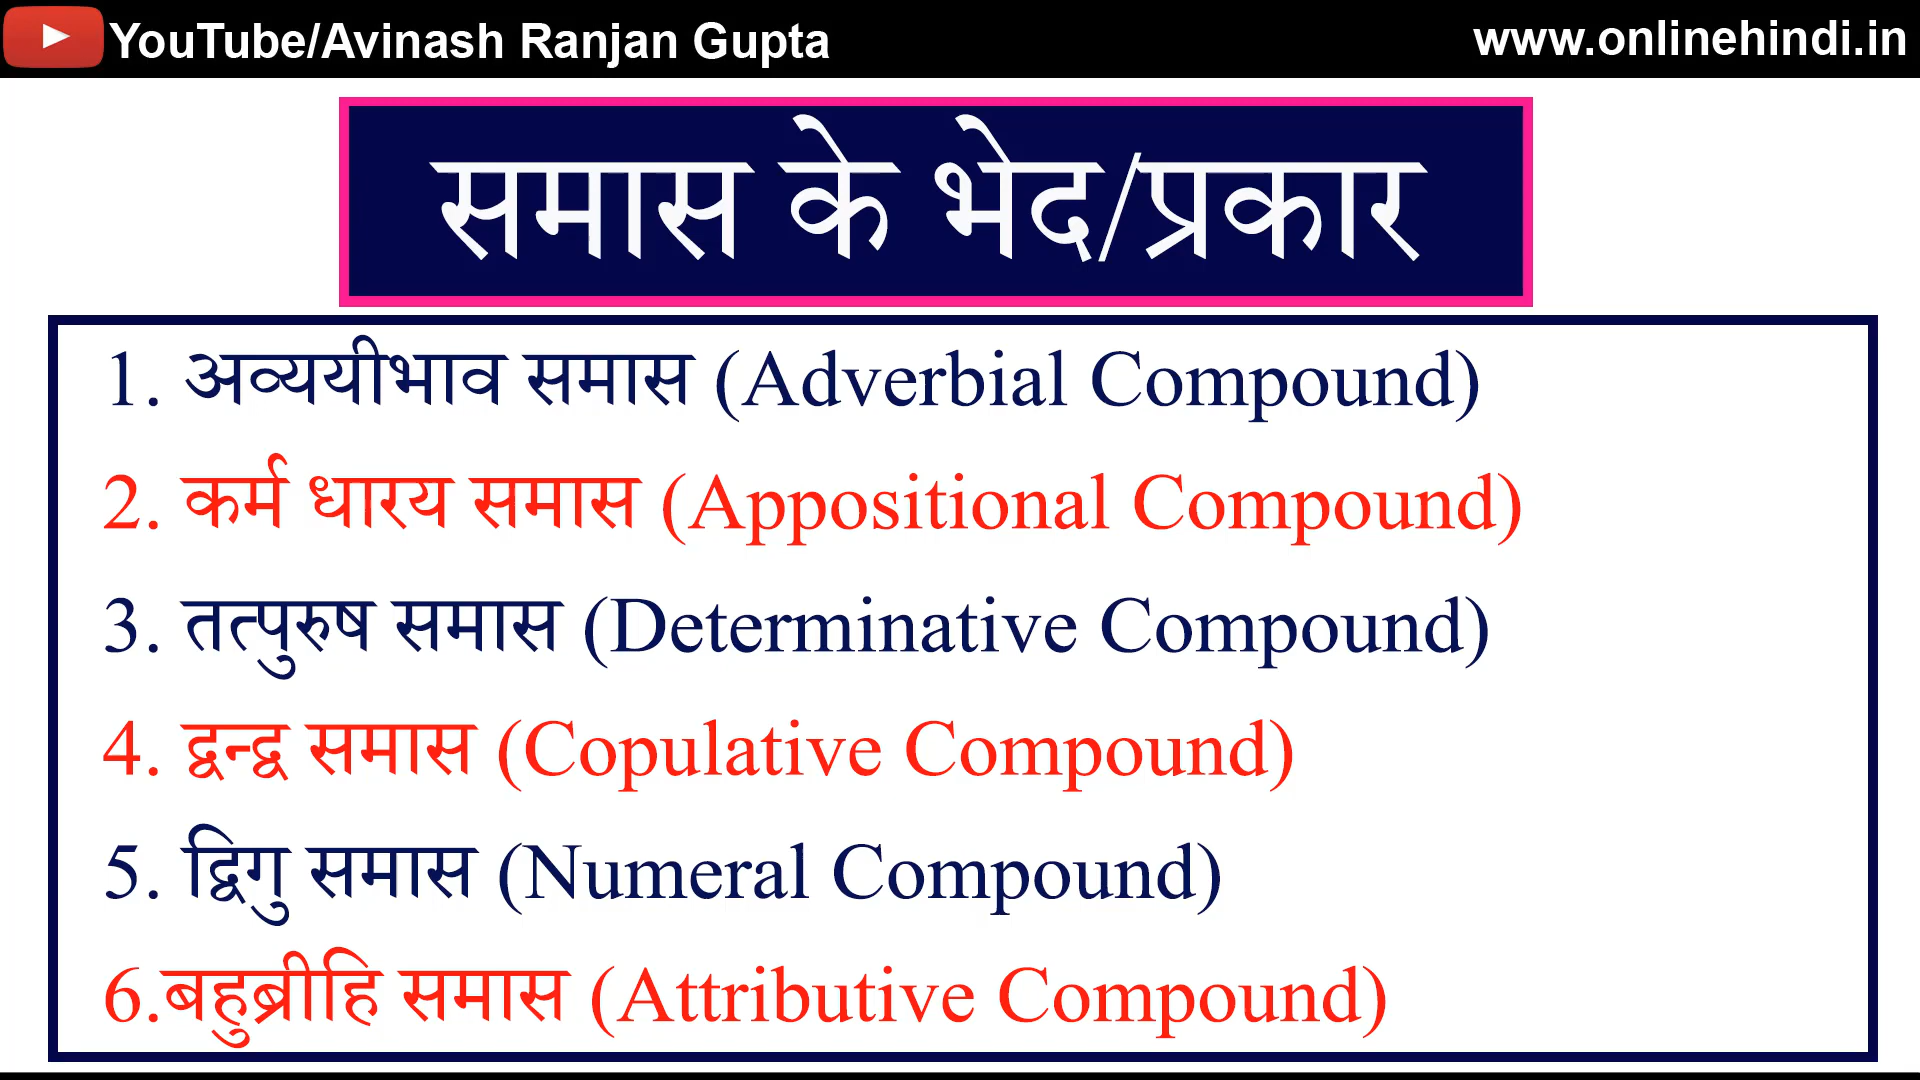 YouTube/Avinash Ranjan Gupta
www.onlinehindi.in
समास के भेद/प्रकार
1. अव्ययीभाव समास (Adverbial Compound)
2. कर्म धारय समास (Appositional Compound)
3. तत्पुरुष समास (Determinative Compound)
4. द्वन्द्व समास (Copulative Compound)
5. द्विगु समास (Numeral Compound)
6.बहुब्रीहि समास (Attributive Compound)